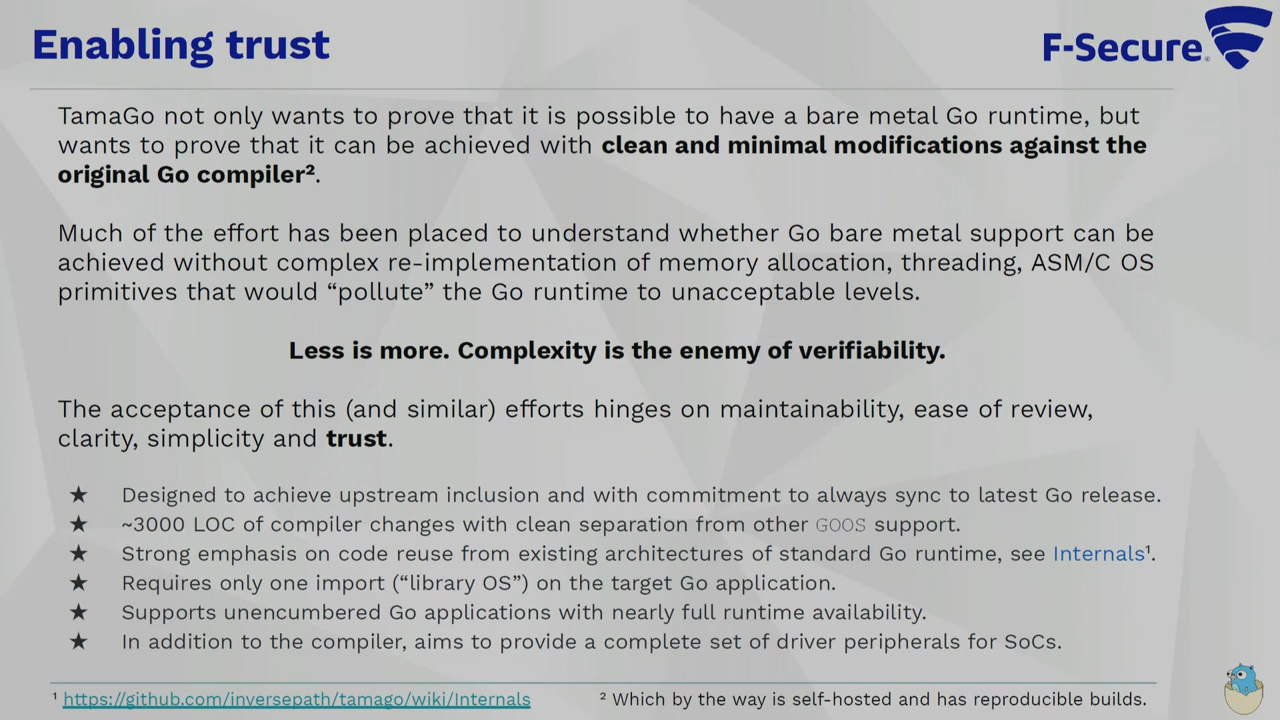 Enabling trust
F-Secure®
TamaGo not only wants to prove that it is possible to have a bare metal Go runtime, but
wants to prove that it can be achieved with clean and minimal modifications against the
original Go compiler².
Much of the effort has been placed to understand whether Go bare metal support can be
achieved without complex re-implementation of memory allocation, threading, ASM/C OS
primitives that would “pollute” the Go runtime to unacceptable levels.
Less is more. Complexity is the enemy of verifiability.
The acceptance of this (and similar) efforts hinges on maintainability, ease of review,
clarity, simplicity and trust.
★ Designed to achieve upstream inclusion and with commitment to always sync to latest Go release.
★ ~3000 LOC of compiler changes with clean separation from other GOOS support.
★ Strong emphasis on code reuse from existing architectures of standard Go runtime, see Internals¹.
★ Requires only one import (“library OS”) on the target Go application.
★ Supports unencumbered Go applications with nearly full runtime availability.
★ In addition to the compiler, aims to provide a complete set of driver peripherals for SoCs.
¹ https://github.com/inversepath/tamago/wiki/Internals
² Which by the way is self-hosted and has reproducible builds.